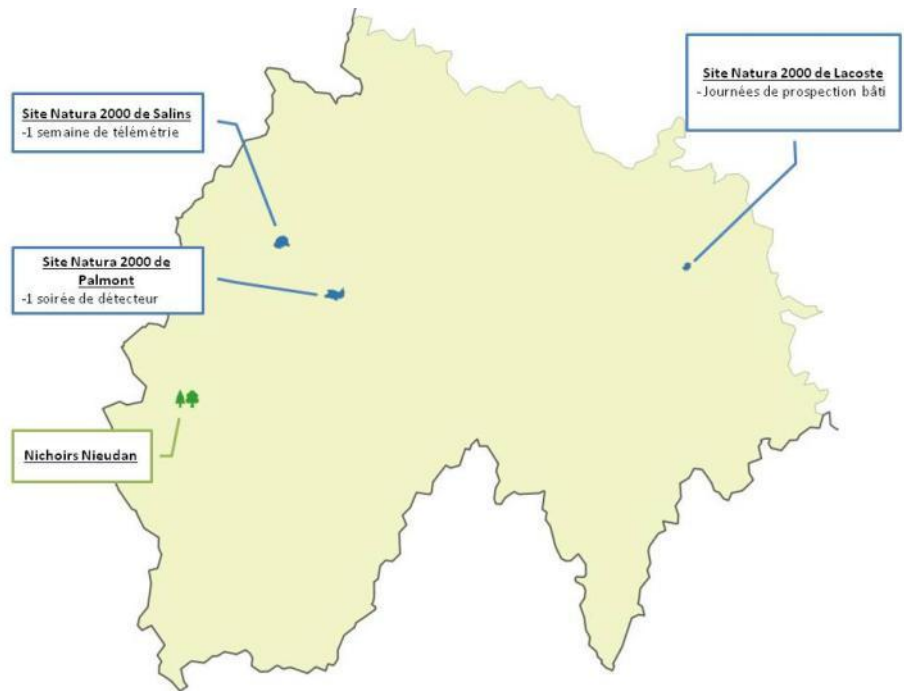 Site Natura 2000 de Lacoste
-Journées de prospection bâti
Site Natura 2000 de Salins
-1 semaine de télémétrie
Site Natura 2000 de
Palmont
-1 soirée de détecteur
Nichoirs Nieudan